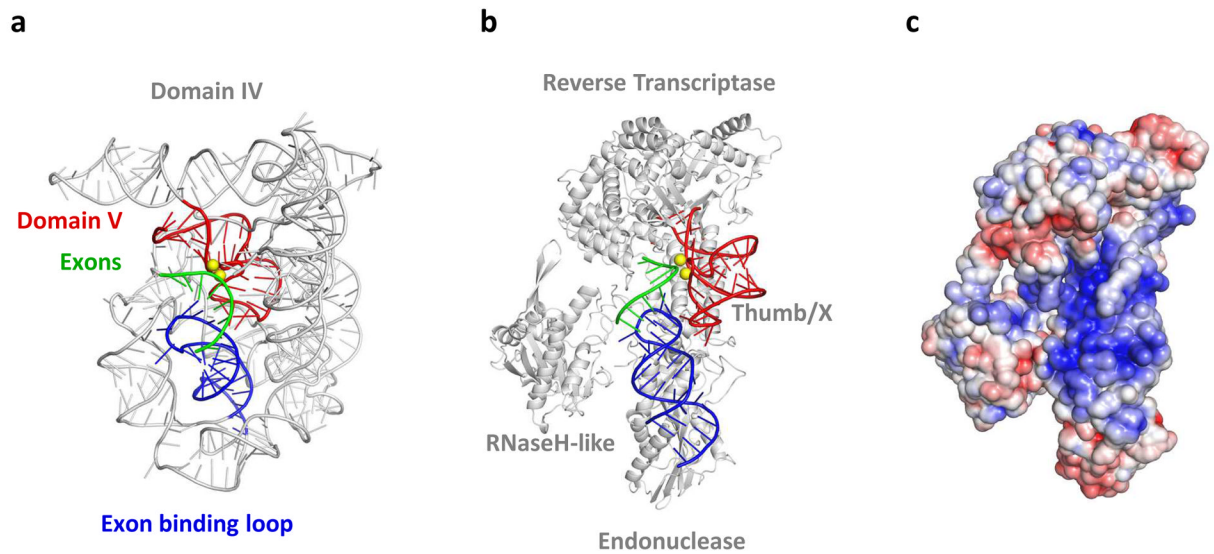 a
b
c
Domain IV
Reverse Transcriptase
Domain V
Exons
Thumb/X
RNaseH-like
Exon binding loop
Endonuclease